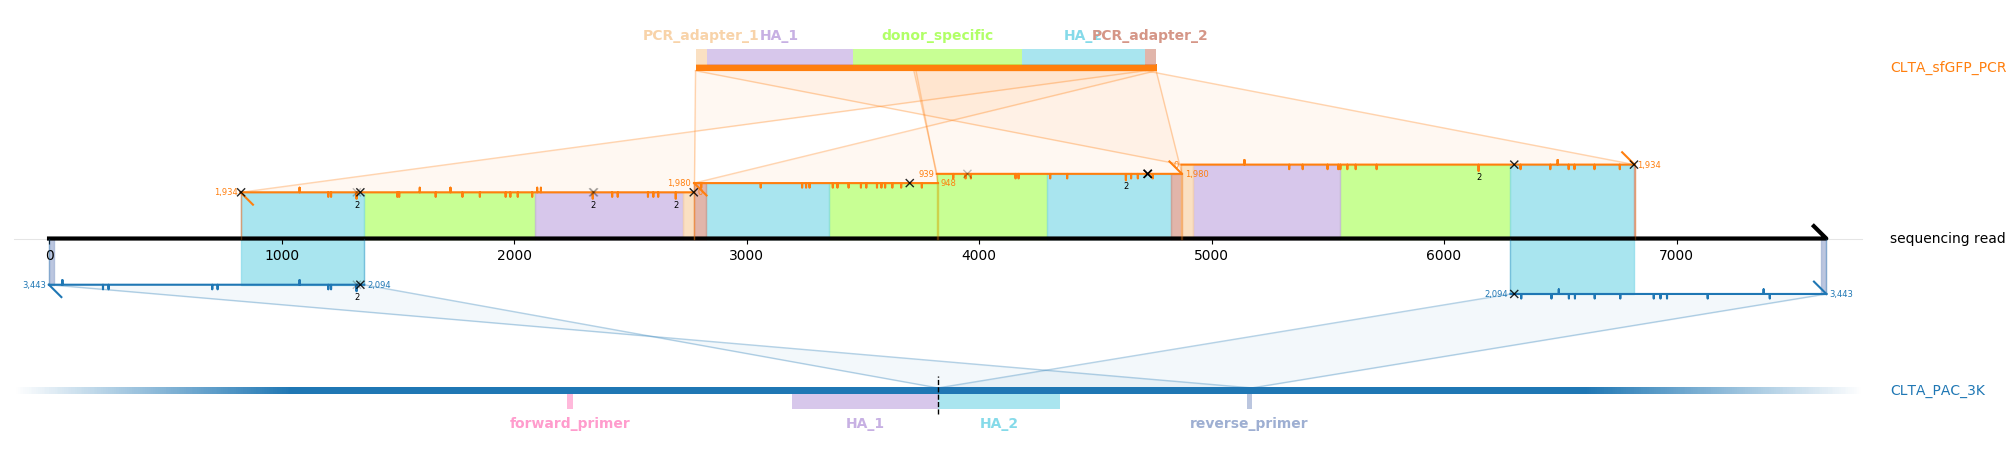 PCR_adapter_1 HA_1 donor_specific HA_2 PCR_adapter_2
CLTA_sfGFP_PCR
1,934 1,980 939 948 0 1,980 1,934
2 2 2 2 2
sequencing read
0 1000 2000 3000 4000 5000 6000 7000
3,443 2,094 2,094 3,443
2
CLTA_PAC_3K
forward_primer HA_1 HA_2 reverse_primer